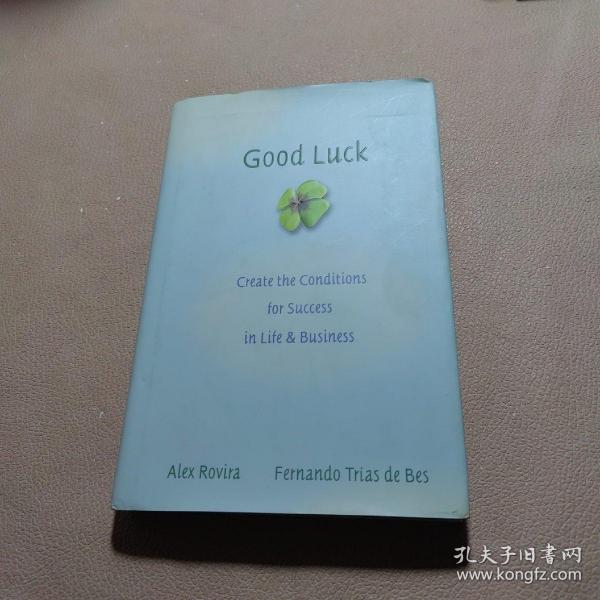 Good Luck
Create the Conditions
for Success
in Life & Business
Alex Rovira Fernando Trías de Bes
孔夫子旧书网
www.kongfz.com